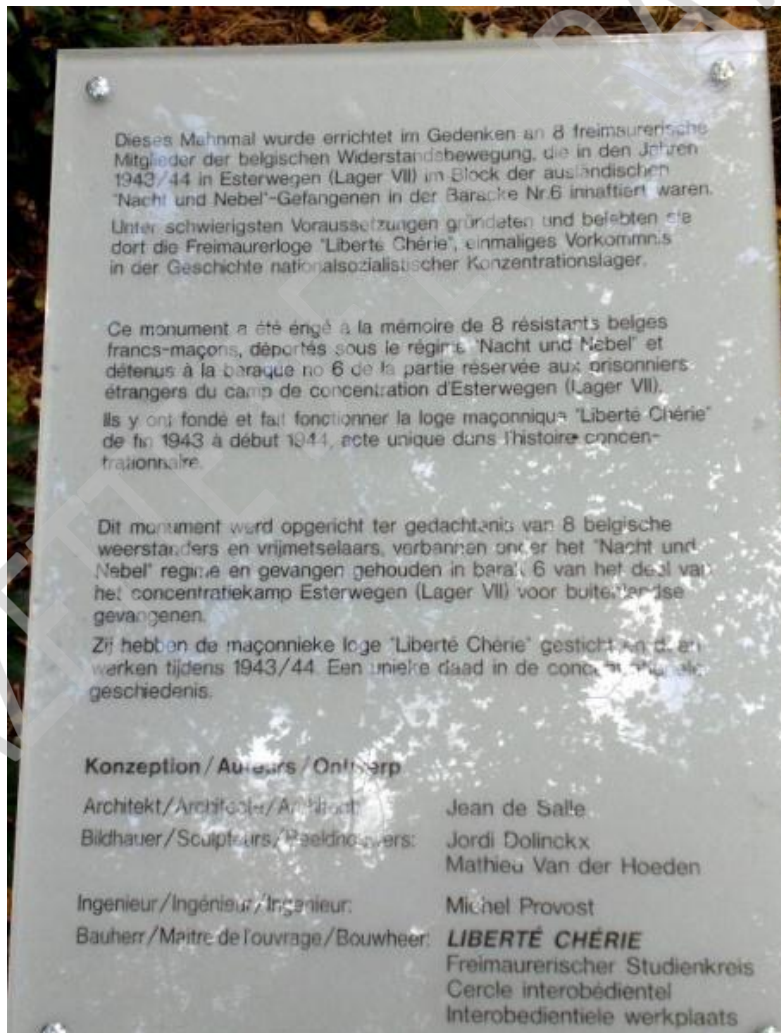 Dieses Mahnmal wurde errichtet im Gedenken an 8 freimaurerische
Mitglieder der belgischen Widerstandsbewegung, die in den Jahren
1943/44 in Esterwegen (Lager VII) im Block der ausländischen
"Nacht und Nebel"-Gefangenen in der Baracke Nr.6 innaftiert waren.
Unter schwierigsten Voraussetzungen gründeten und belebten sie
dort die Freimaurerloge "Liberté Chérie", einmaliges Vorkommnis
in der Geschichte nationalsozialistischer Konzentrationslager.
Ce monument a été érigé à la mémoire de 8 résistants belges
francs-maçons, déportés sous le régime "Nacht und Nebel" et
détenus à la baraque no 6 de la partie réservée aux prisonniers
étrangers du camp de concentration d'Esterwegen (Lager VII).
Ils y ont fondé et fait fonctionner la loge maçonnique "Liberté Chérie"
de fin 1943 à début 1944, acte unique dans l'histoire concen-
trationnaire.
Dit monument werd opgericht ter gedachtenis van 8 belgische
weerstanders en vrijmetselaars, verbannen onder het "Nacht und
Nebel" regime en gevangen gehouden in barak 6 van het deel van
het concentratiekamp Esterwegen (Lager VII) voor buitenlandse
gevangenen.
Zij hebben de maçonnieke loge "Liberté Chérie" gesticht en doen
werken tijdens 1943/44. Een unieke daad in de
geschiedenis.
Konzeption/Auteurs/Ontwerp
Architekt/Architecte/Architect: Jean de Salle
Bildhauer/Sculpteurs/Beeldhouwers: Jordi Dolinckx
Mathieu Van der Hoeden
Ingenieur/Ingénieur/Ingenieur: Michel Provost
Bauherr/Maitre de l'ouvrage/Bouwheer: LIBERTÉ CHÉRIE
Freimaurerischer Studienkreis
Cercle interobédientel
Interobedientiele werkplaats